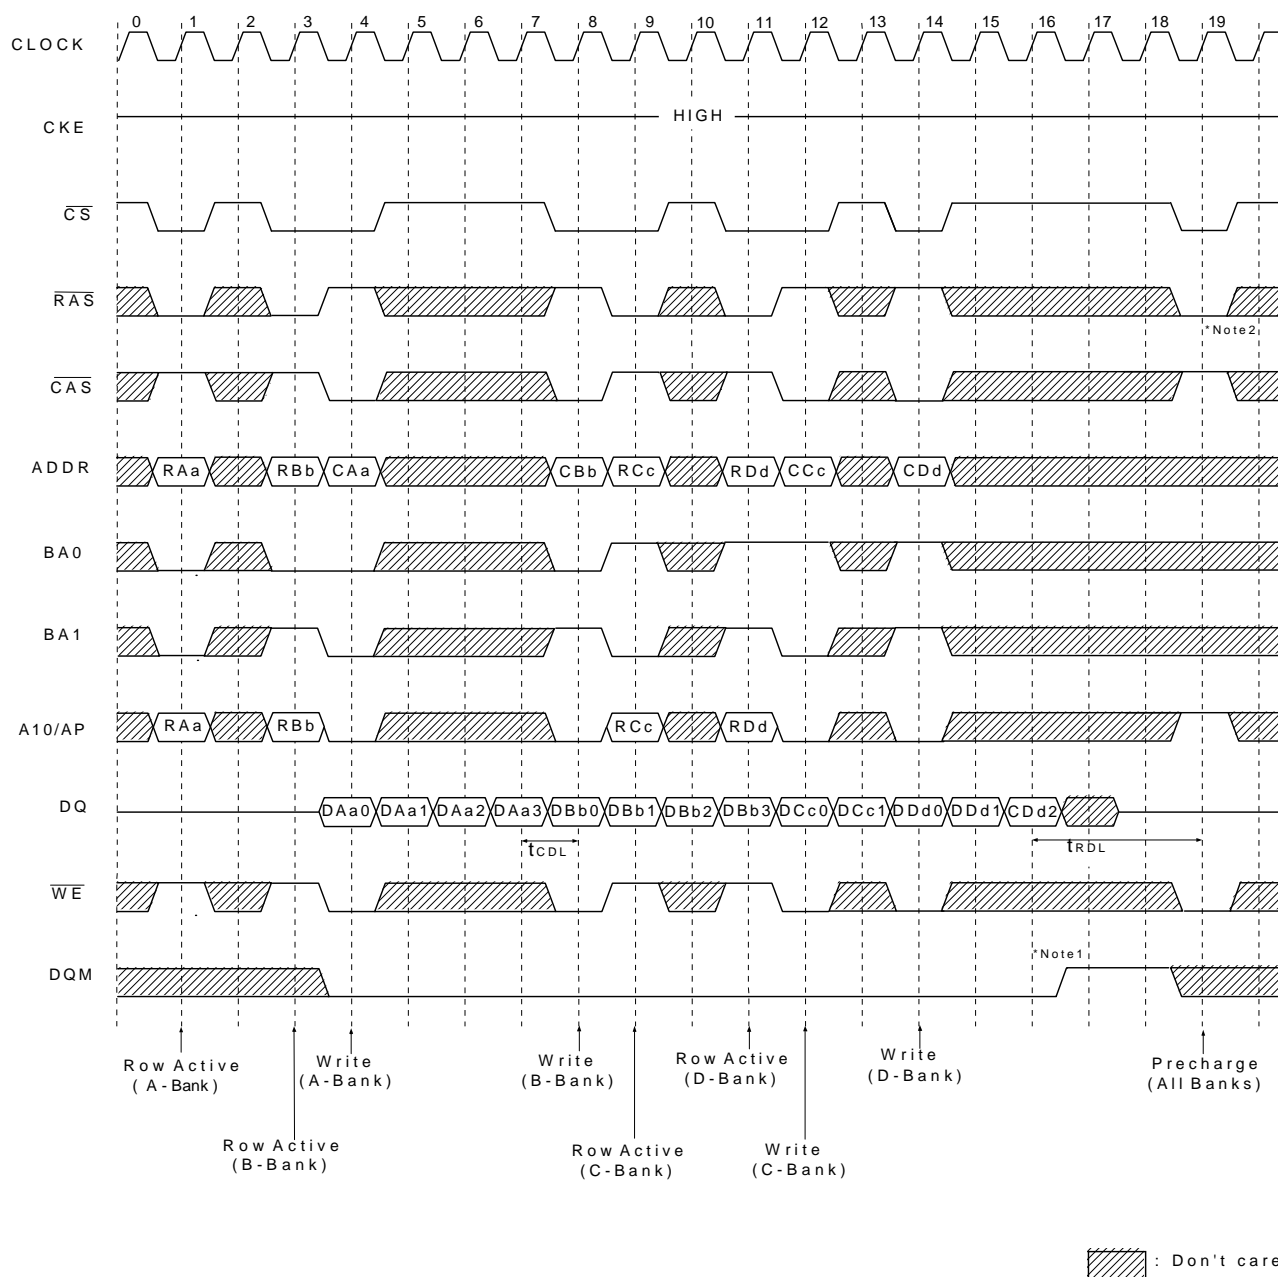 0 1 2 3 4 5 6 7 8 9 10 11 12 13 14 15 16 17 18 19
CLOCK
CKE HIGH
CS
RAS
*Note2
CAS
ADDR RAa RBb CAa CBb RCc RDd CCc CDd
BA0
BA1
A10/AP RAa RBb RCc RDd
DQ DAa0 DAa1 DAa2 DAa3 DBb0 DBb1 DBb2 DBb3 DCc0 DCc1 DDd0 DDd1 CDd2
tCDL tRDL
WE
*Note1
DQM
Row Active
(A-Bank)
Write
(A-Bank)
Write
(B-Bank)
Row Active
(D-Bank)
Write
(D-Bank)
Precharge
(All Banks)
Row Active
(B-Bank)
Row Active
(C-Bank)
Write
(C-Bank)
: Don't care